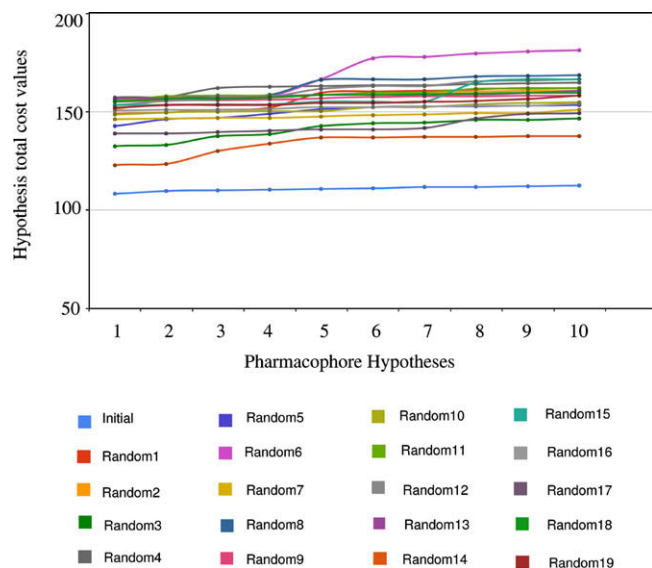 200
150
100
50
Hypothesis total cost values
1 2 3 4 5 6 7 8 9 10
Pharmacophore Hypotheses
Initial
Random1
Random2
Random3
Random4
Random5
Random6
Random7
Random8
Random9
Random10
Random11
Random12
Random13
Random14
Random15
Random16
Random17
Random18
Random19